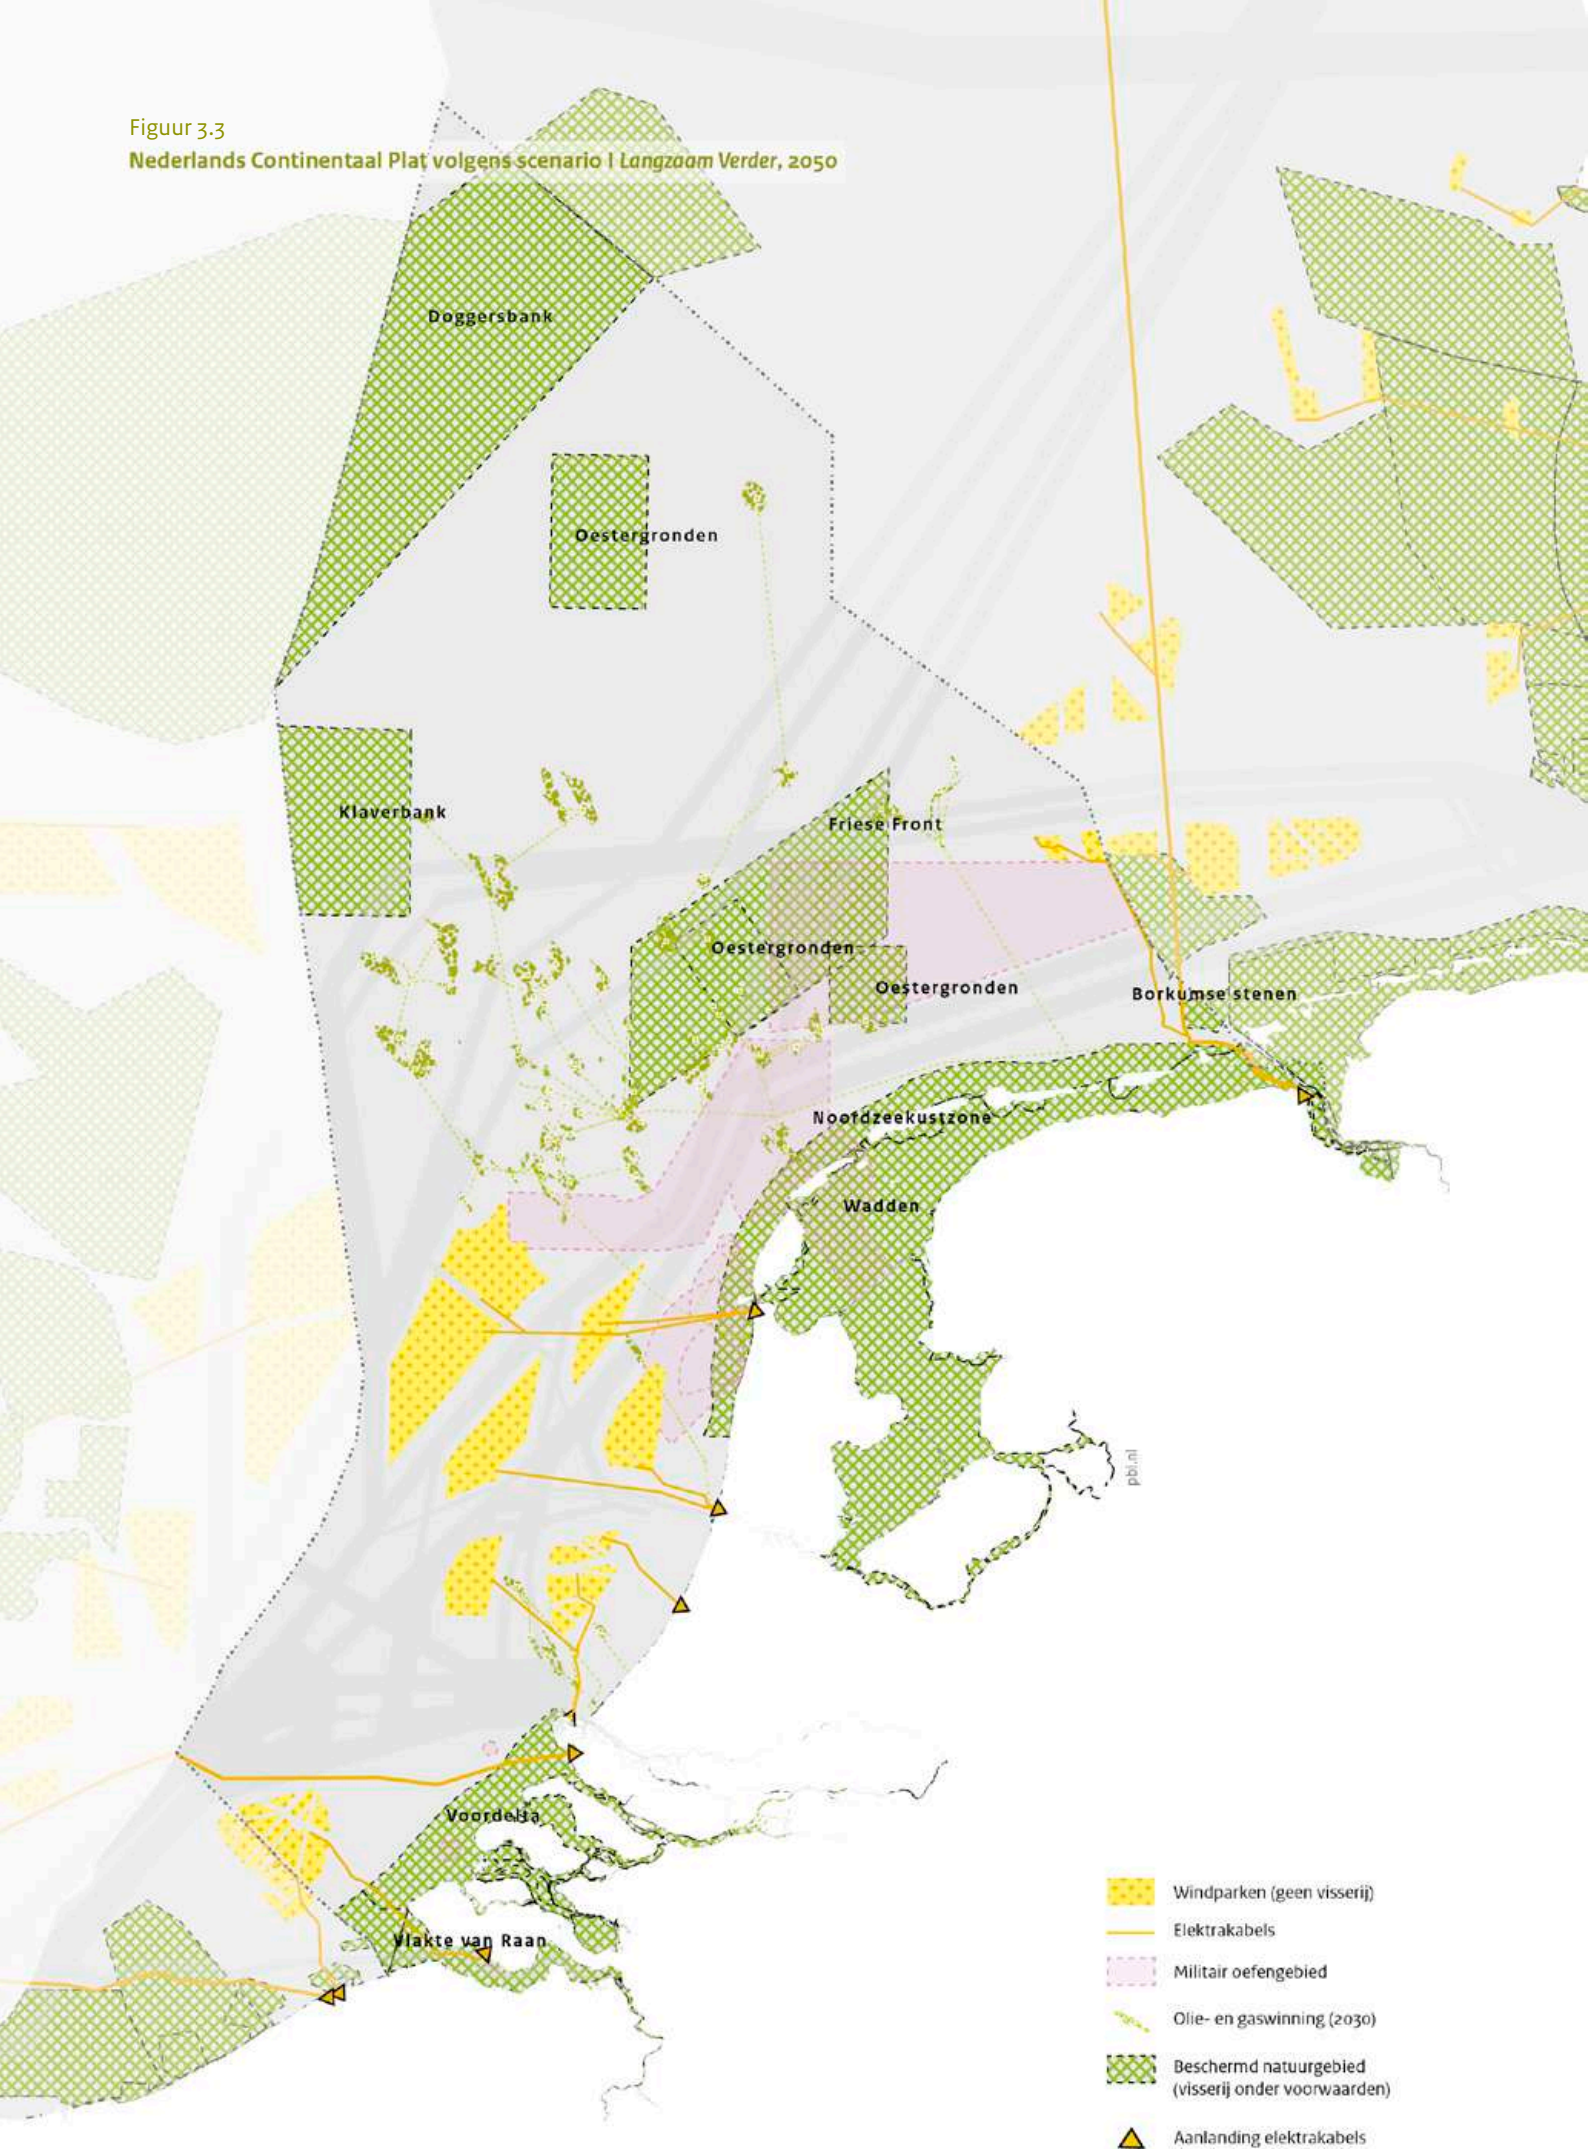 Figuur 3.3
Nederlands Continentaal Plat volgens scenario I Langzaam Verder, 2050
Doggersbank
Oestergronden
Klaverbank
Friese Front
Oestergronden
Oestergronden
Borkumse stenen
Noordzeekustzone
Wadden
pbl.nl
Voordelta
Vlakte van Raan
Windparken (geen visserij)
Elektrakabels
Militair oefengebied
Olie- en gaswinning (2030)
Beschermd natuurgebied
(visserij onder voorwaarden)
Aanlanding elektrakabels